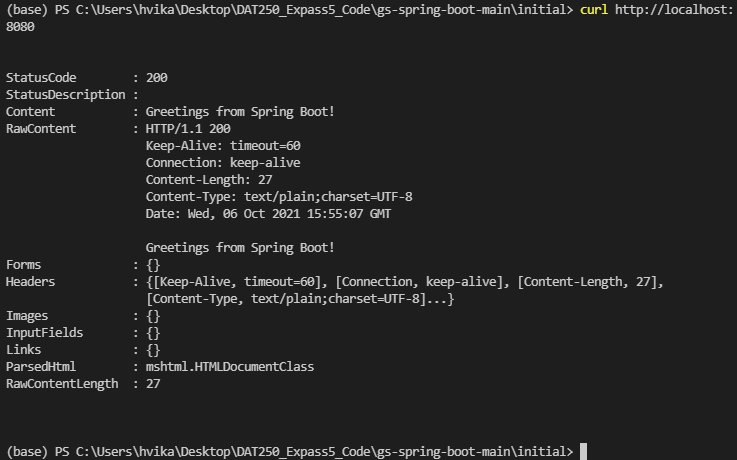 (base) PS C:\Users\hvika\Desktop\DAT250_Expass5_Code\gs-spring-boot-main\initial> curl http://localhost:
8080
StatusCode        : 200
StatusDescription :
Content           : Greetings from Spring Boot!
RawContent        : HTTP/1.1 200
                    Keep-Alive: timeout=60
                    Connection: keep-alive
                    Content-Length: 27
                    Content-Type: text/plain;charset=UTF-8
                    Date: Wed, 06 Oct 2021 15:55:07 GMT

                    Greetings from Spring Boot!
Forms             : {}
Headers           : {[Keep-Alive, timeout=60], [Connection, keep-alive], [Content-Length, 27],
                    [Content-Type, text/plain;charset=UTF-8]...}
Images            : {}
InputFields       : {}
Links             : {}
ParsedHtml        : mshtml.HTMLDocumentClass
RawContentLength  : 27
(base) PS C:\Users\hvika\Desktop\DAT250_Expass5_Code\gs-spring-boot-main\initial>